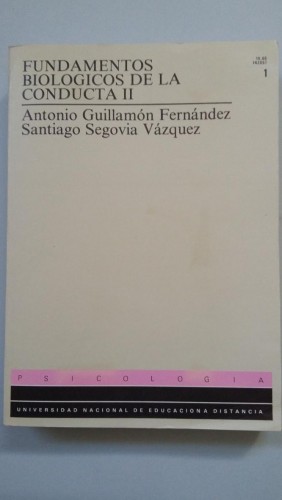 FUNDAMENTOS
BIOLOGICOS DE LA
CONDUCTA II
Antonio Guillamón Fernández
Santiago Segovia Vázquez
1
PSICOLOGIA
UNIVERSIDAD NACIONAL DE EDUCACION A DISTANCIA